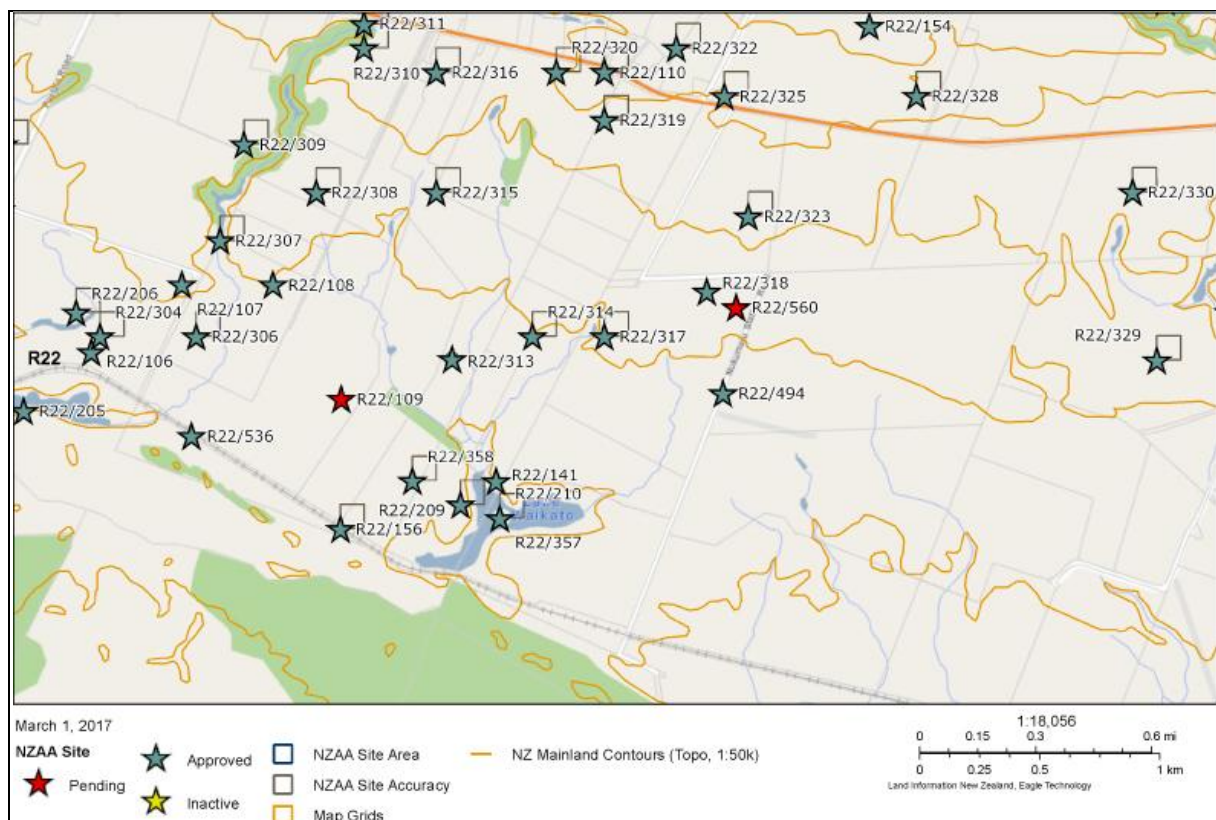 R22/311
R22/154
R22/320
R22/322
R22/310
R22/316
R22/110
R22/325
R22/328
R22/319
R22/309
R22/308
R22/315
R22/330
R22/323
R22/307
R22/108
R22/318
R22/206
R22/304
R22/107
R22/314
R22/560
R22/306
R22/317
R22
R22/106
R22/313
R22/329
R22/494
R22/109
R22/205
R22/536
R22/358
R22/141
R22/210
R22/209
Waikato
R22/156
R22/357
March 1, 2017
NZAA Site
Pending
Approved
Inactive
NZAA Site Area
NZAA Site Accuracy
Map Grids
NZ Mainland Contours (Topo, 1:50k)
1:18,056
0 0.15 0.3 0.6 mi
0 0.25 0.5 1 km
Land Information New Zealand, Eagle Technology